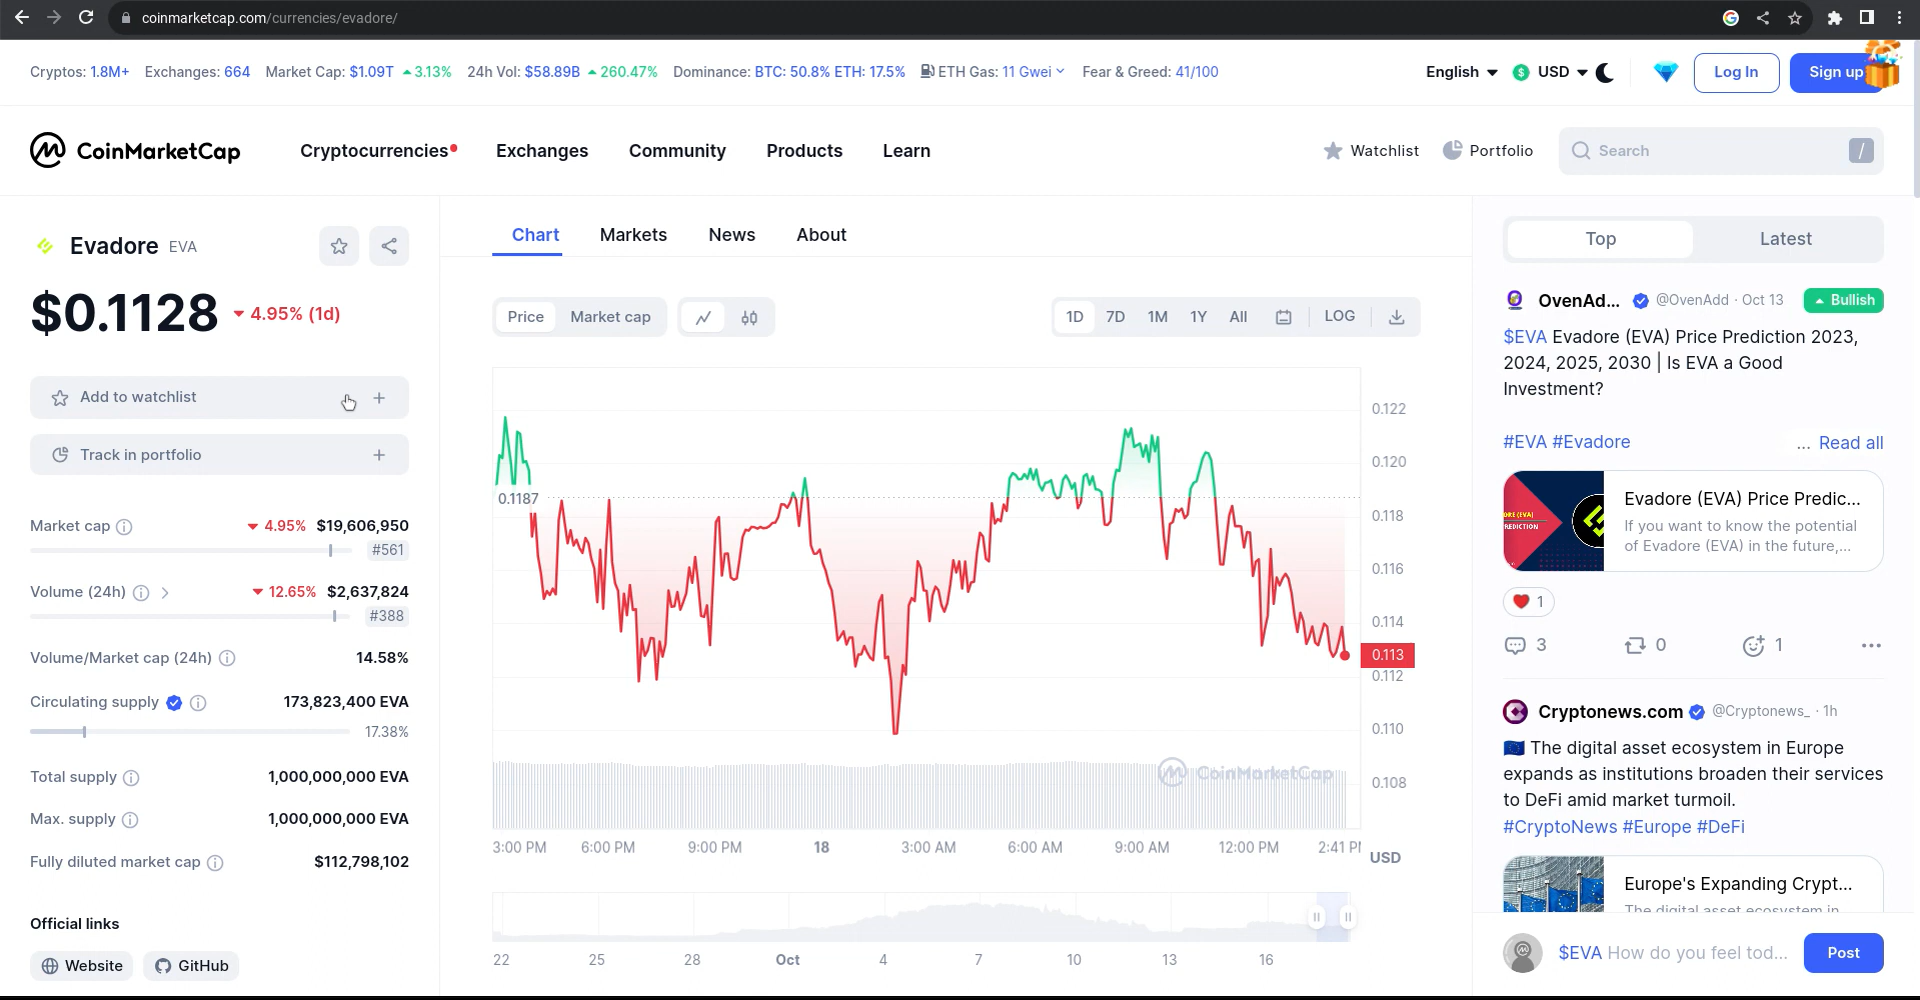 coinmarketcap.com/currencies/evadore/
Cryptos: 1.8M+ Exchanges: 664 Market Cap: $1.09T 3.13% 24h Vol: $58.89B 260.47% Dominance: BTC: 50.8% ETH: 17.5% ETH Gas: 11 Gwei Fear & Greed: 41/100
English $ USD Log In Sign up
CoinMarketCap Cryptocurrencies Exchanges Community Products Learn Watchlist Portfolio Search /
Evadore EVA
$0.1128 4.95% (1d)
Add to watchlist +
Track in portfolio +
Market cap 4.95% $19,606,950
#561
Volume (24h) 12.65% $2,637,824
#388
Volume/Market cap (24h) 14.58%
Circulating supply 173,823,400 EVA
17.38%
Total supply 1,000,000,000 EVA
Max. supply 1,000,000,000 EVA
Fully diluted market cap $112,798,102
Official links
Website GitHub
Chart Markets News About
Price Market cap 1D 7D 1M 1Y All LOG
0.122
0.120
0.1187
0.118
0.116
0.114
0.113
0.112
0.110
CoinMarketCap
0.108
3:00 PM 6:00 PM 9:00 PM 18 3:00 AM 6:00 AM 9:00 AM 12:00 PM 2:41 PM
USD
22 25 28 Oct 4 7 10 13 16
Top Latest
OvenAd... @OvenAdd · Oct 13 Bullish
$EVA Evadore (EVA) Price Prediction 2023,
2024, 2025, 2030 | Is EVA a Good
Investment?
#EVA #Evadore ... Read all
ORE (EVA)
REDICTION
Evadore (EVA) Price Predic...
If you want to know the potential
of Evadore (EVA) in the future,...
1
3 0 1
Cryptonews.com @Cryptonews_ · 1h
The digital asset ecosystem in Europe
expands as institutions broaden their services
to DeFi amid market turmoil.
#CryptoNews #Europe #DeFi
Europe's Expanding Crypt...
The digital asset ecosystem in
$EVA How do you feel tod... Post